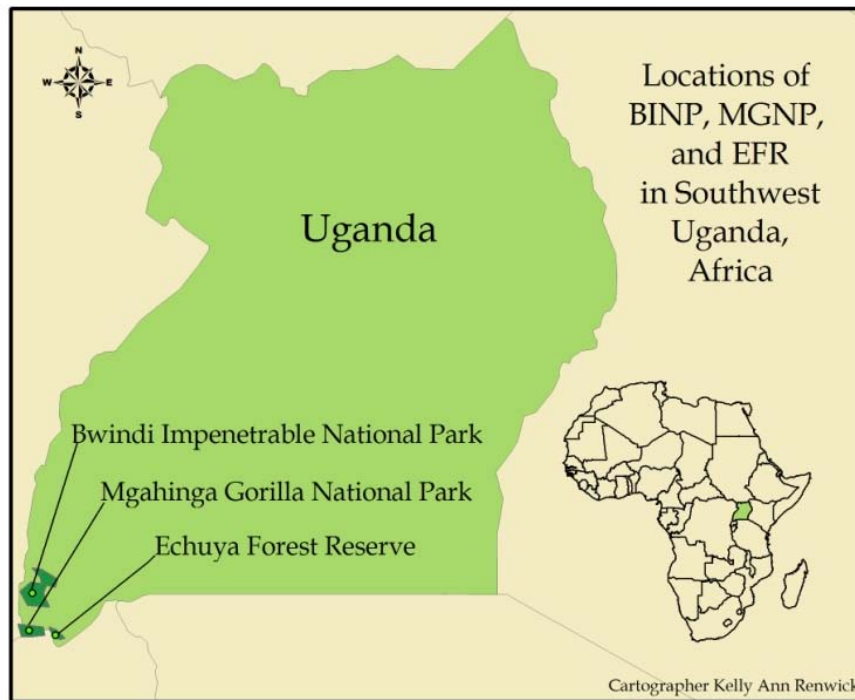 N
W E
S
Locations of
BINP, MGNP,
and EFR
in Southwest
Uganda,
Africa
Uganda
Bwindi Impenetrable National Park
Mgahinga Gorilla National Park
Echuya Forest Reserve
Cartographer Kelly Ann Renwick